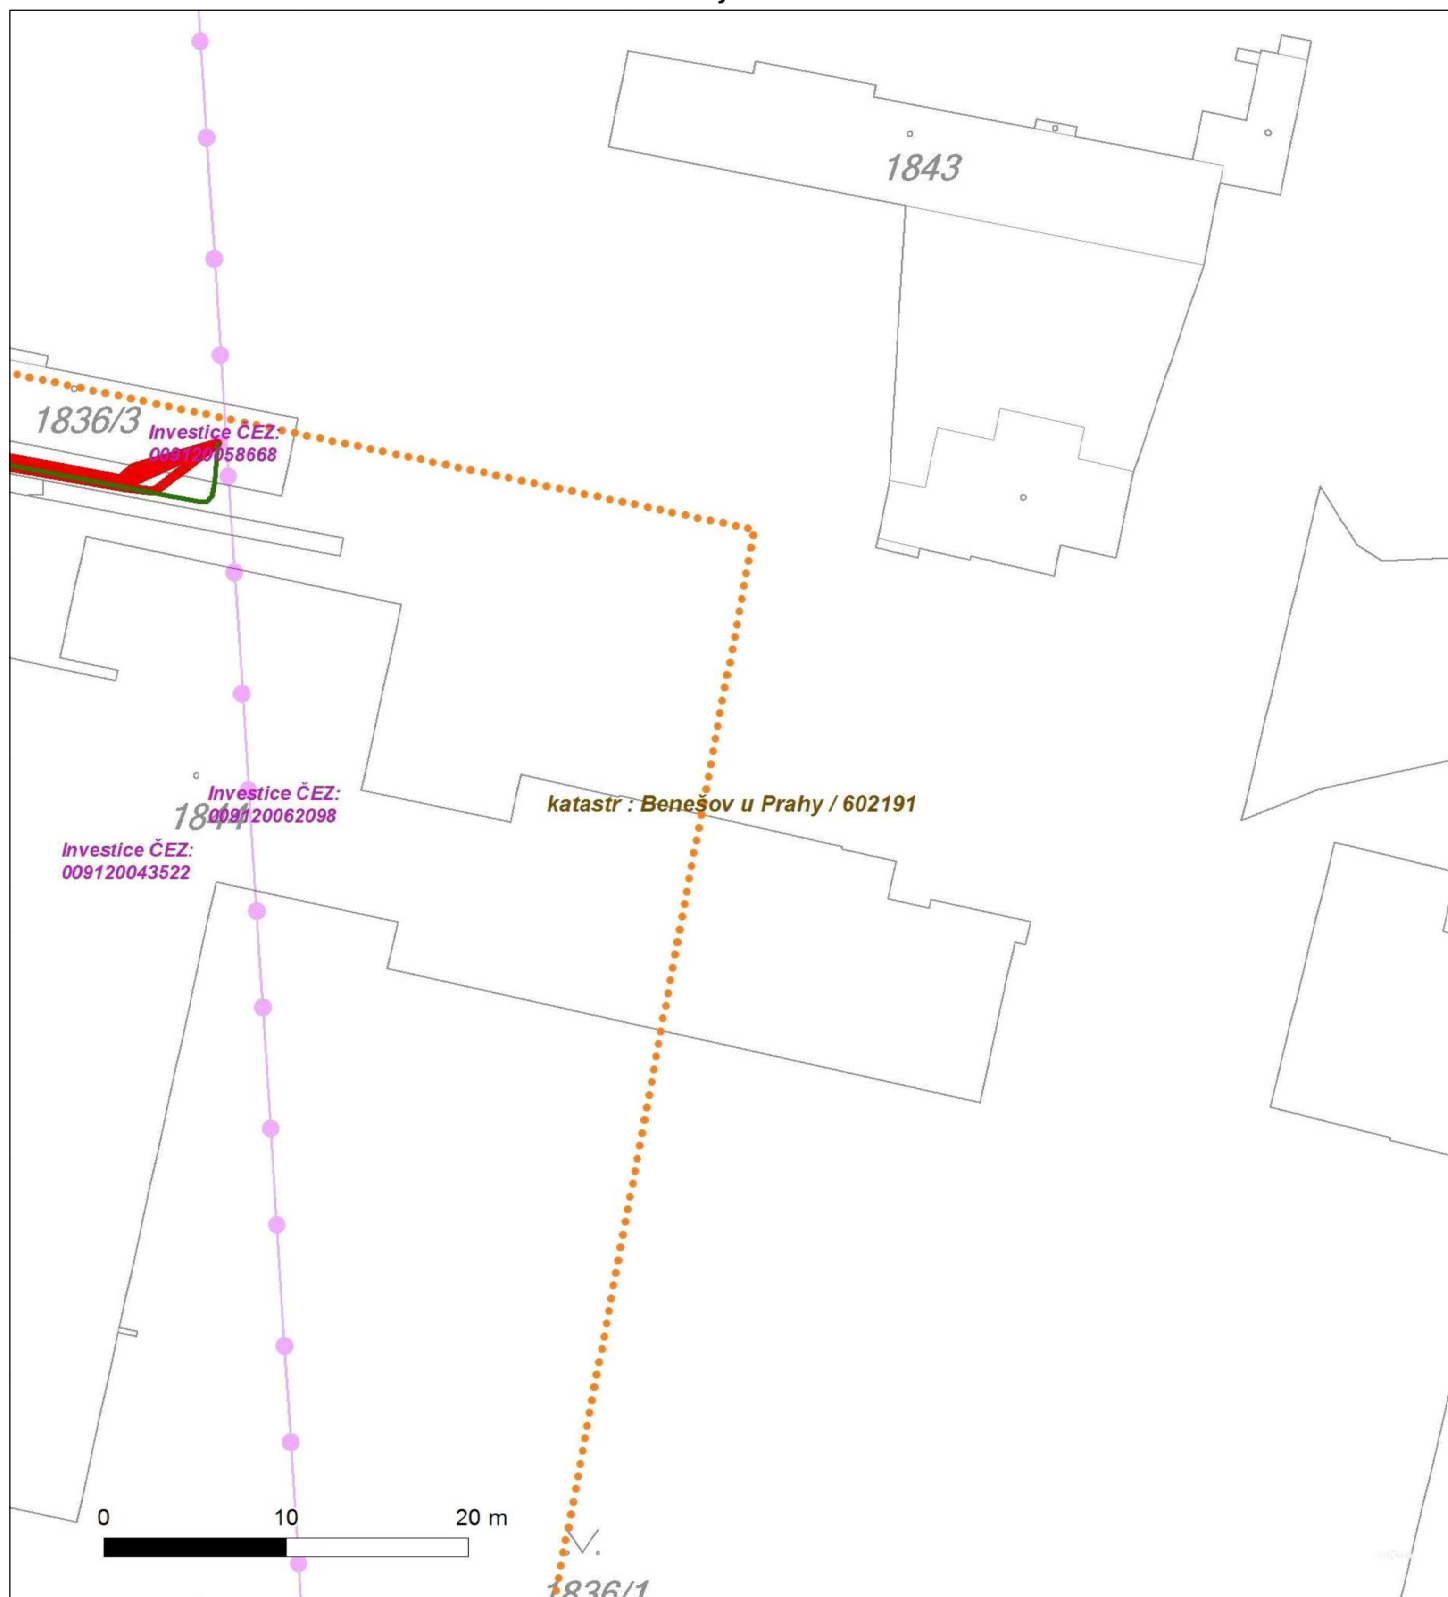 1843
1836/3
Investice ČEZ:
009120058668
Investice ČEZ:
009120062098
1844
katastr : Benešov u Prahy / 602191
Investice ČEZ:
009120043522
0 10 20 m
1836/1